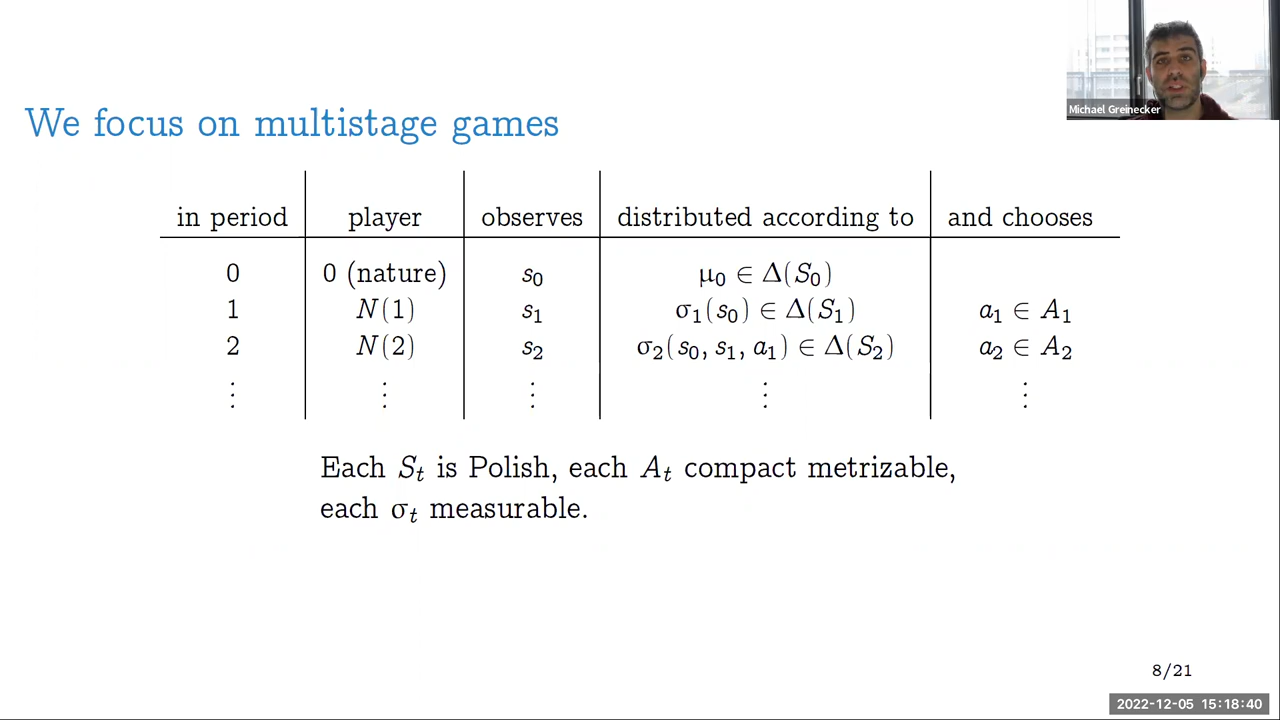 Michael Greinecker
We focus on multistage games
in period player observes distributed according to and chooses
0 0 (nature) s₀ μ₀ ∈ Δ(S₀)
1 N(1) s₁ σ₁(s₀) ∈ Δ(S₁) a₁ ∈ A₁
2 N(2) s₂ σ₂(s₀, s₁, a₁) ∈ Δ(S₂) a₂ ∈ A₂
⋮ ⋮ ⋮ ⋮ ⋮
Each Sₜ is Polish, each Aₜ compact metrizable,
each σₜ measurable.
8/21
2022-12-05 15:18:40